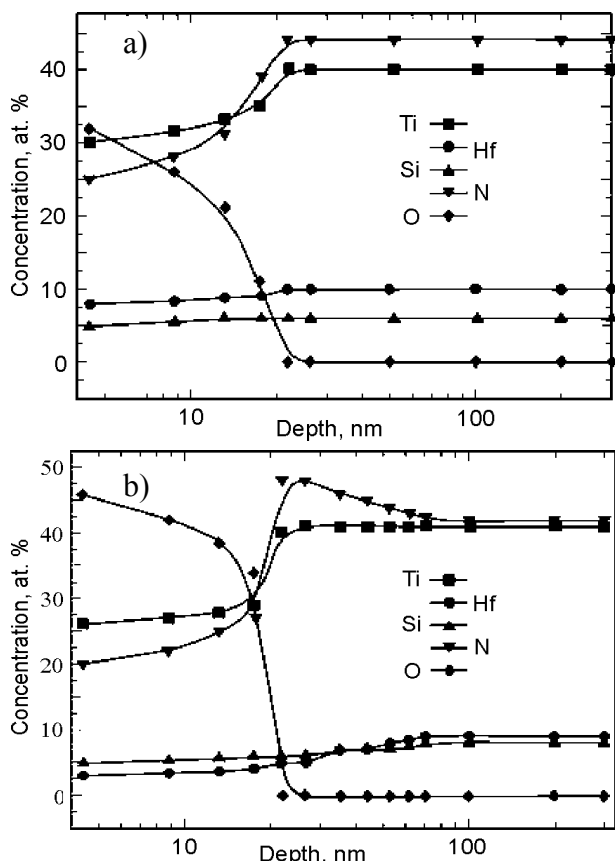 a)
Concentration, at. %
40
30
20
10
0
Ti
Hf
Si
N
O
10
100
Depth, nm
b)
Concentration, at. %
50
40
30
20
10
0
Ti
Hf
Si
N
O
10
100
Depth, nm